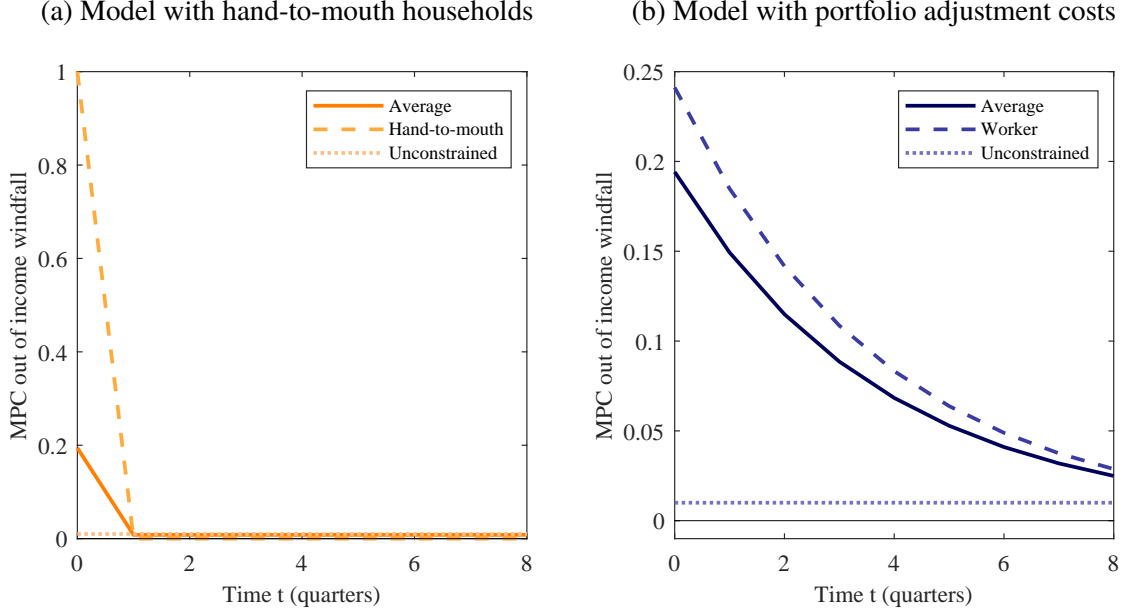 (a) Model with hand-to-mouth households
1
0.8
0.6
0.4
0.2
0
0
2
4
6
8
MPC out of income windfall
Time t (quarters)
Average
Hand-to-mouth
Unconstrained
(b) Model with portfolio adjustment costs
0.25
0.2
0.15
0.1
0.05
0
0
2
4
6
8
MPC out of income windfall
Time t (quarters)
Average
Worker
Unconstrained